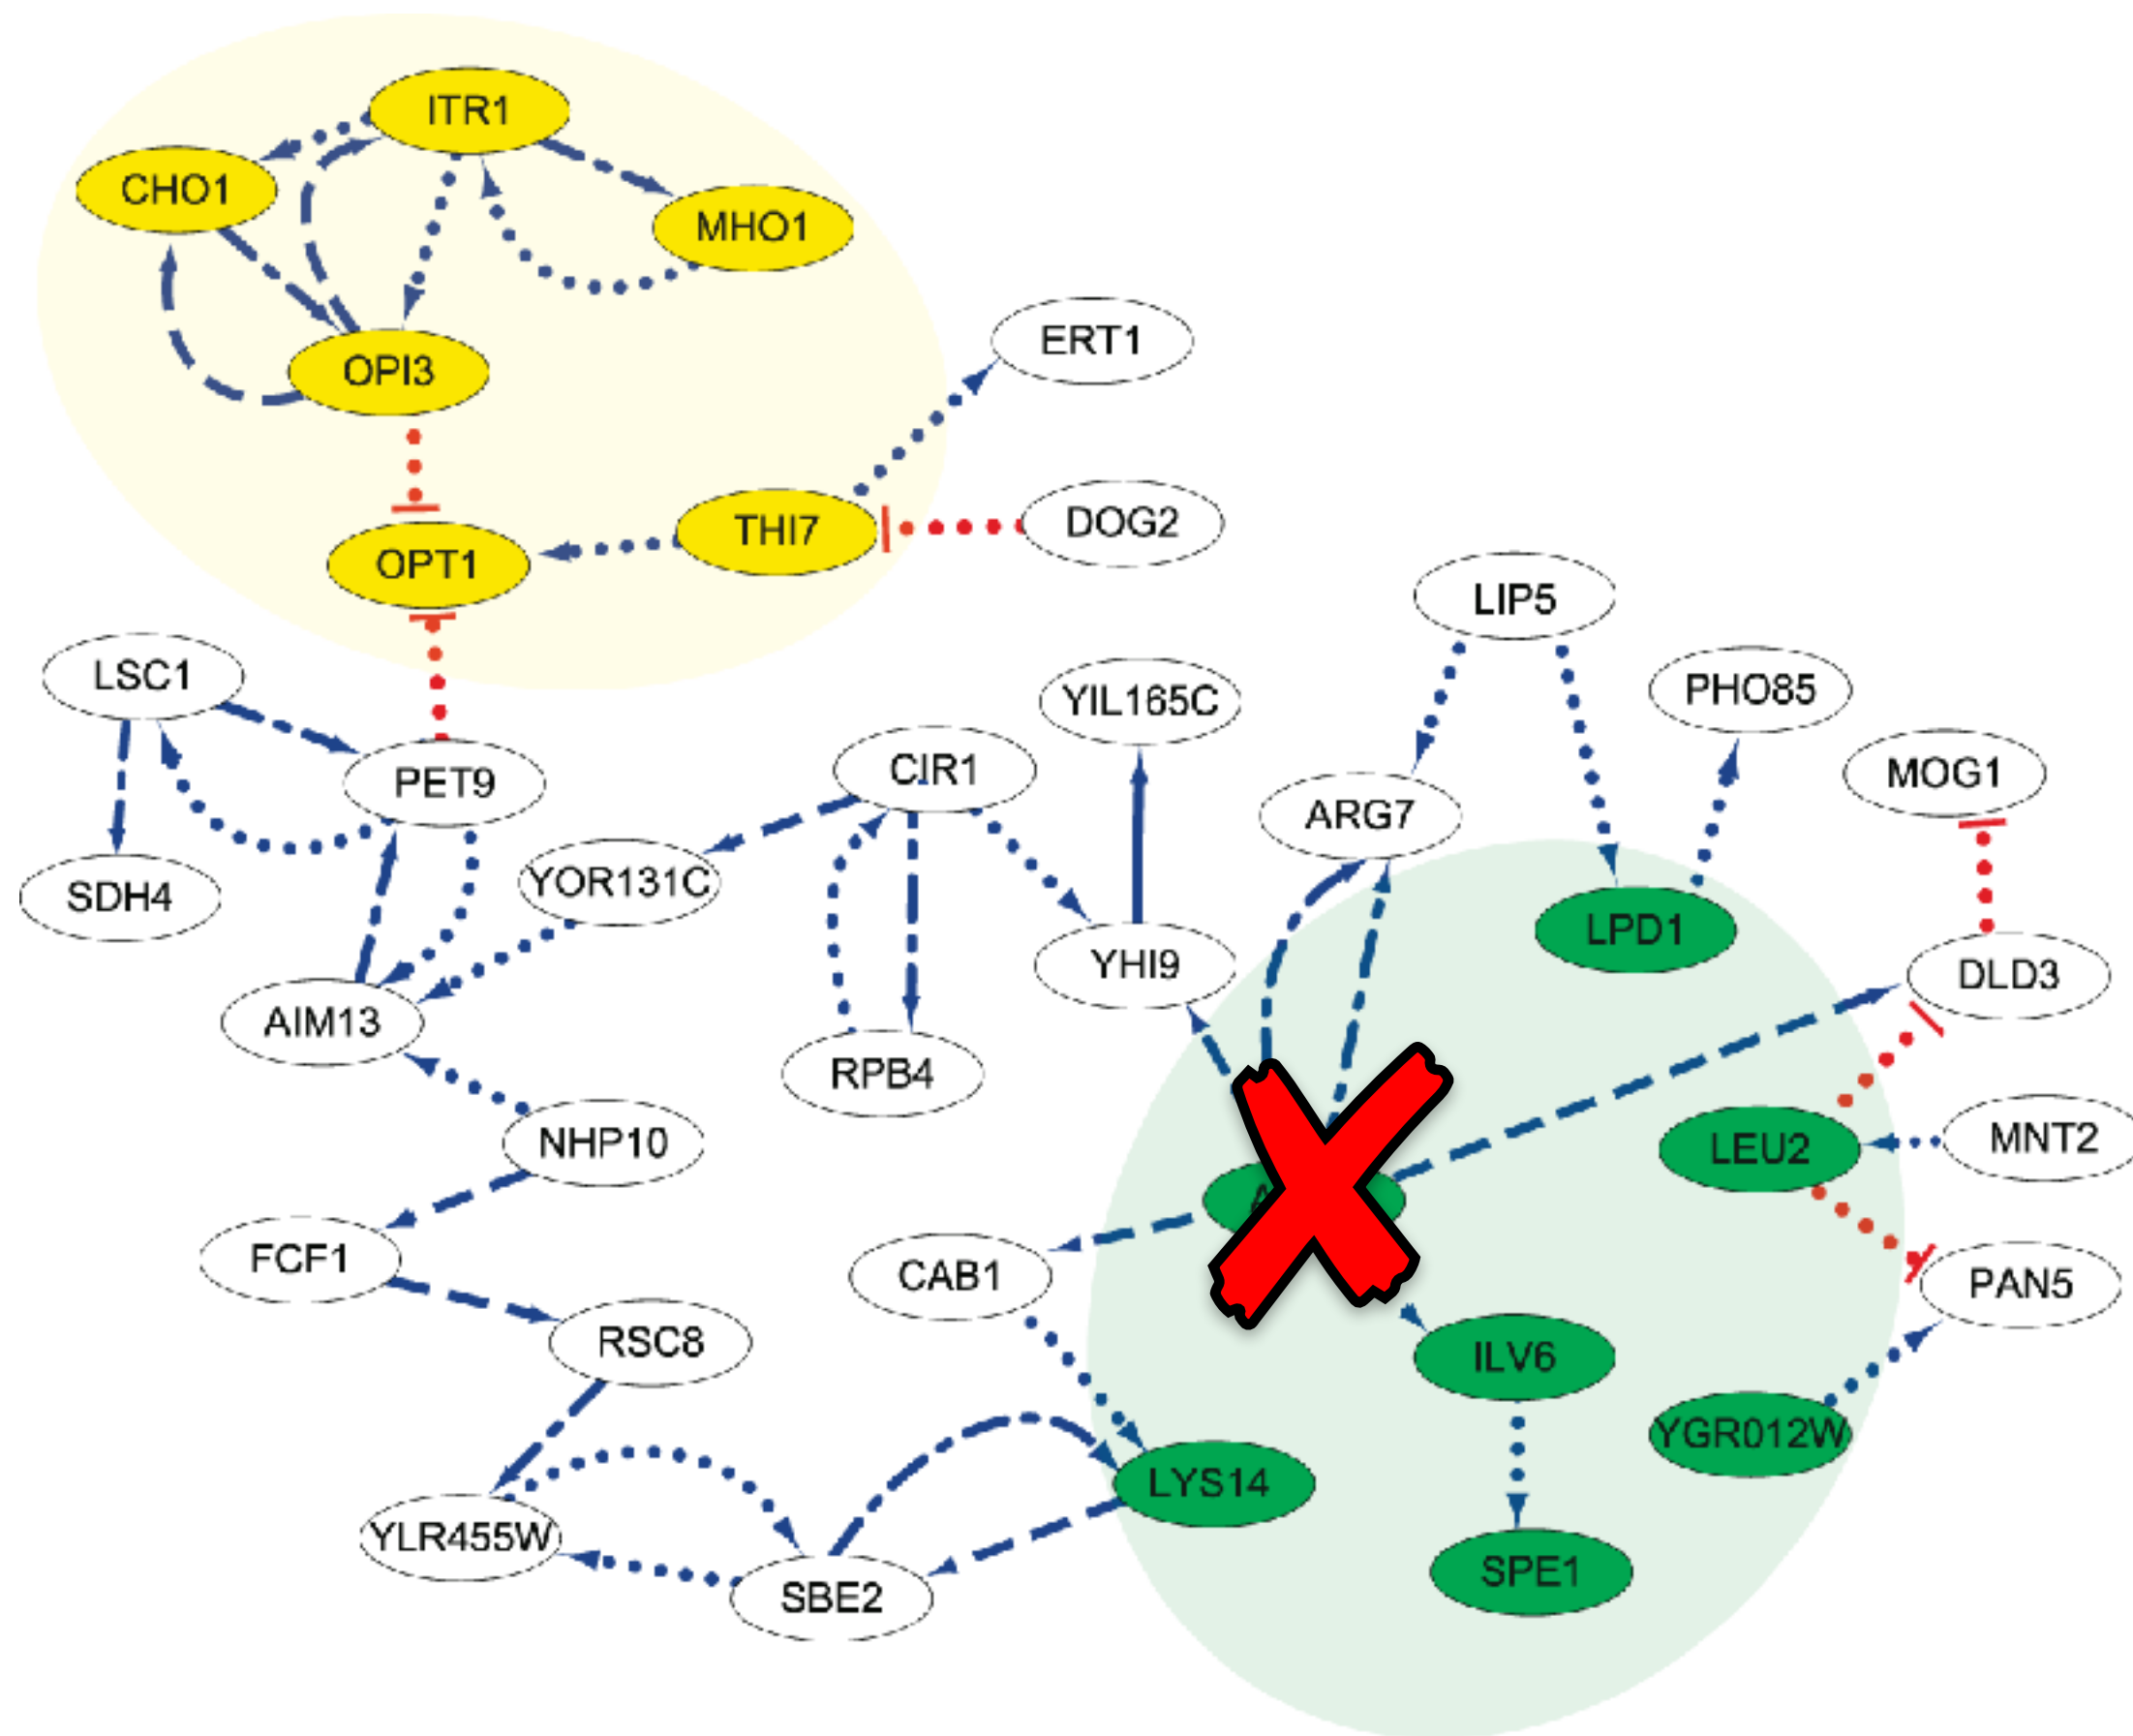 ITR1
CHO1
MHO1
OPI3
ERT1
DOG2
THI7
OPT1
LIP5
LSC1
YIL165C
PHO85
CIR1
MOG1
PET9
ARG7
YOR131C
SDH4
LPD1
YHI9
DLD3
AIM13
RPB4
NHP10
LEU2
MNT2
FCF1
CAB1
PAN5
RSC8
ILV6
YGR012W
LYS14
YLR455W
SPE1
SBE2